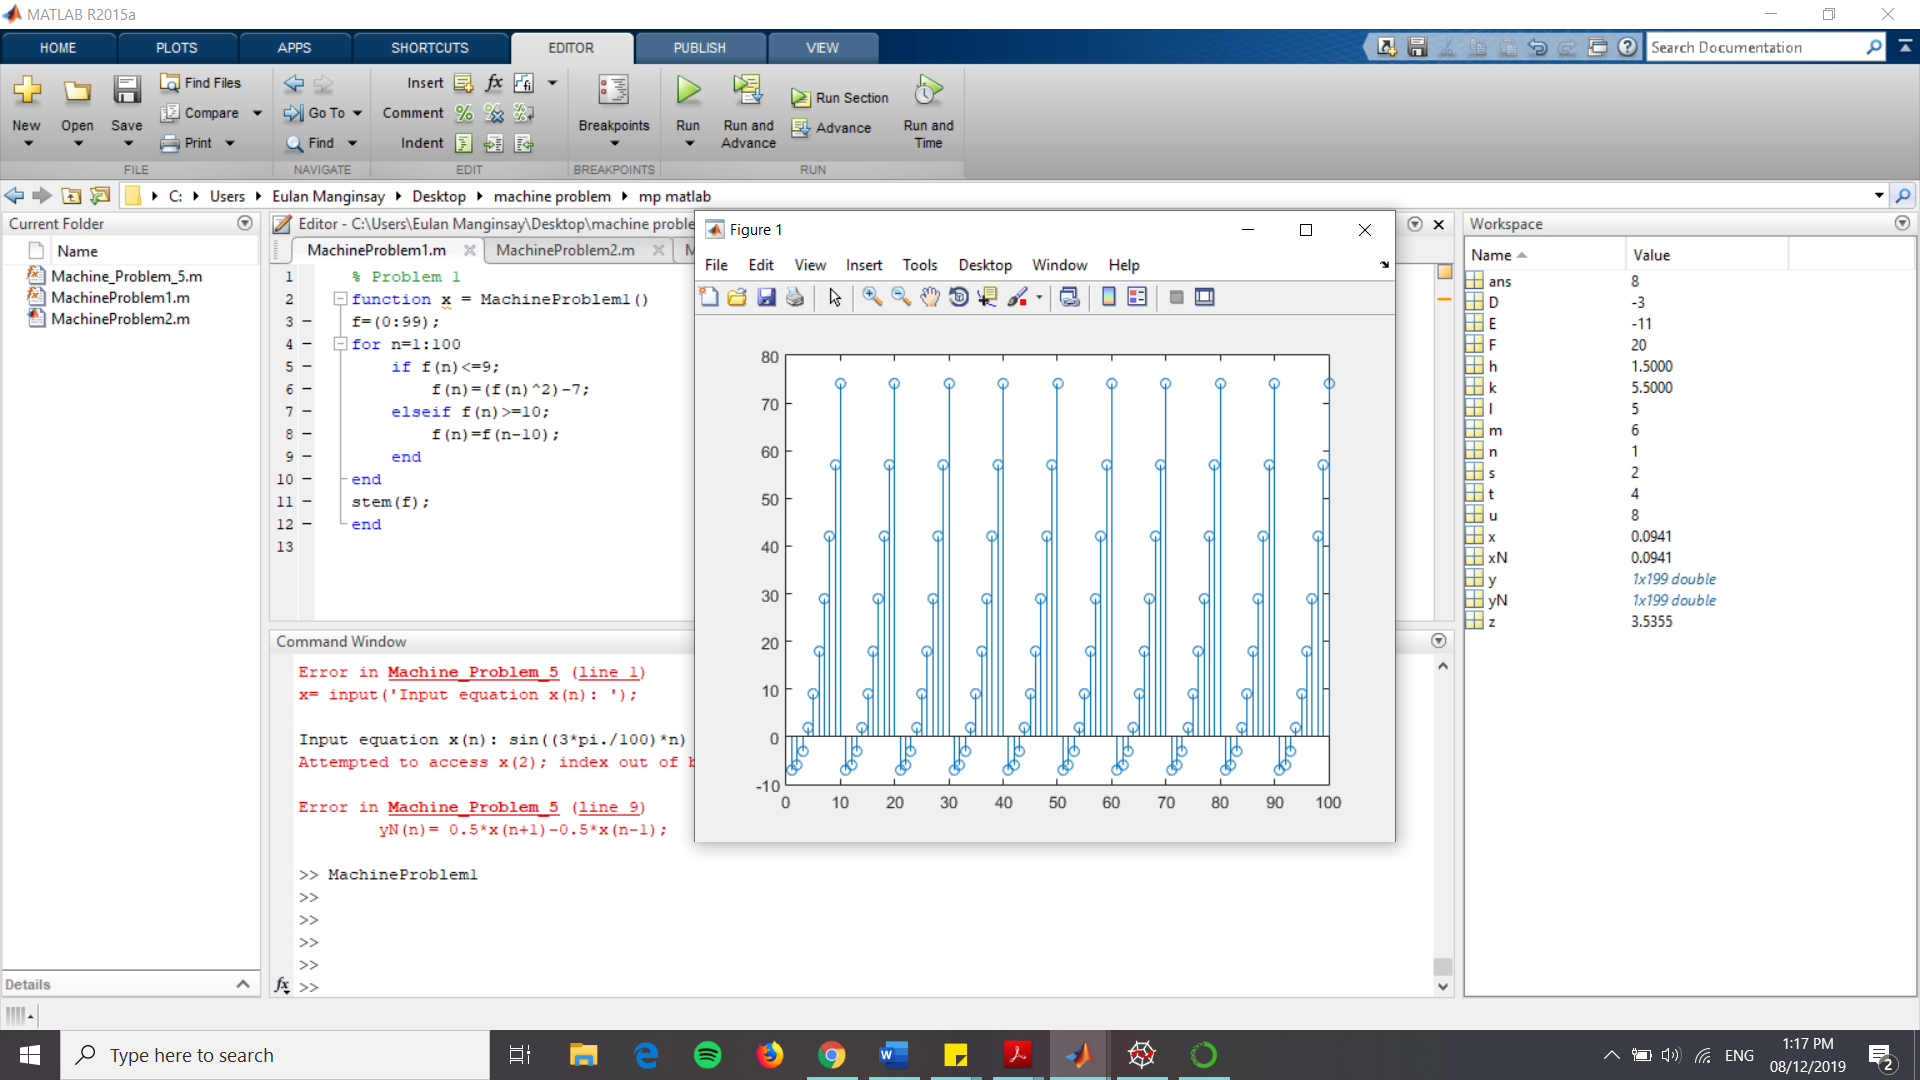 MATLAB R2015a
HOME PLOTS APPS SHORTCUTS EDITOR PUBLISH VIEW
Search Documentation
New Open Save Find Files Compare Print
Go To Find
Insert Comment Indent
Breakpoints
Run Run and Advance Run Section Advance Run and Time
FILE NAVIGATE EDIT BREAKPOINTS RUN
C: Users Eulan Manginsay Desktop machine problem mp matlab
Current Folder
Name
Machine_Problem_5.m
MachineProblem1.m
MachineProblem2.m
Details
Editor - C:\Users\Eulan Manginsay\Desktop\machine proble
MachineProblem1.m MachineProblem2.m M
1 % Problem 1
2 function x = MachineProblem1()
3 f=(0:99);
4 for n=1:100
5 if f(n)<=9;
6 f(n)=(f(n)^2)-7;
7 elseif f(n)>=10;
8 f(n)=f(n-10);
9 end
10 end
11 stem(f);
12 end
13
Figure 1
File Edit View Insert Tools Desktop Window Help
80
70
60
50
40
30
20
10
0
-10
0 10 20 30 40 50 60 70 80 90 100
Command Window
Error in Machine_Problem_5 (line 1)
x= input('Input equation x(n): ');
Input equation x(n): sin((3*pi./100)*n)
Attempted to access x(2); index out of b
Error in Machine_Problem_5 (line 9)
yN(n)= 0.5*x(n+1)-0.5*x(n-1);
>> MachineProblem1
>>
>>
>>
>>
fx >>
Workspace
Name Value
ans 8
D -3
E -11
F 20
h 1.5000
k 5.5000
l 5
m 6
n 1
s 2
t 4
u 8
x 0.0941
xN 0.0941
y 1x199 double
yN 1x199 double
z 3.5355
Type here to search
ENG
1:17 PM
08/12/2019
2